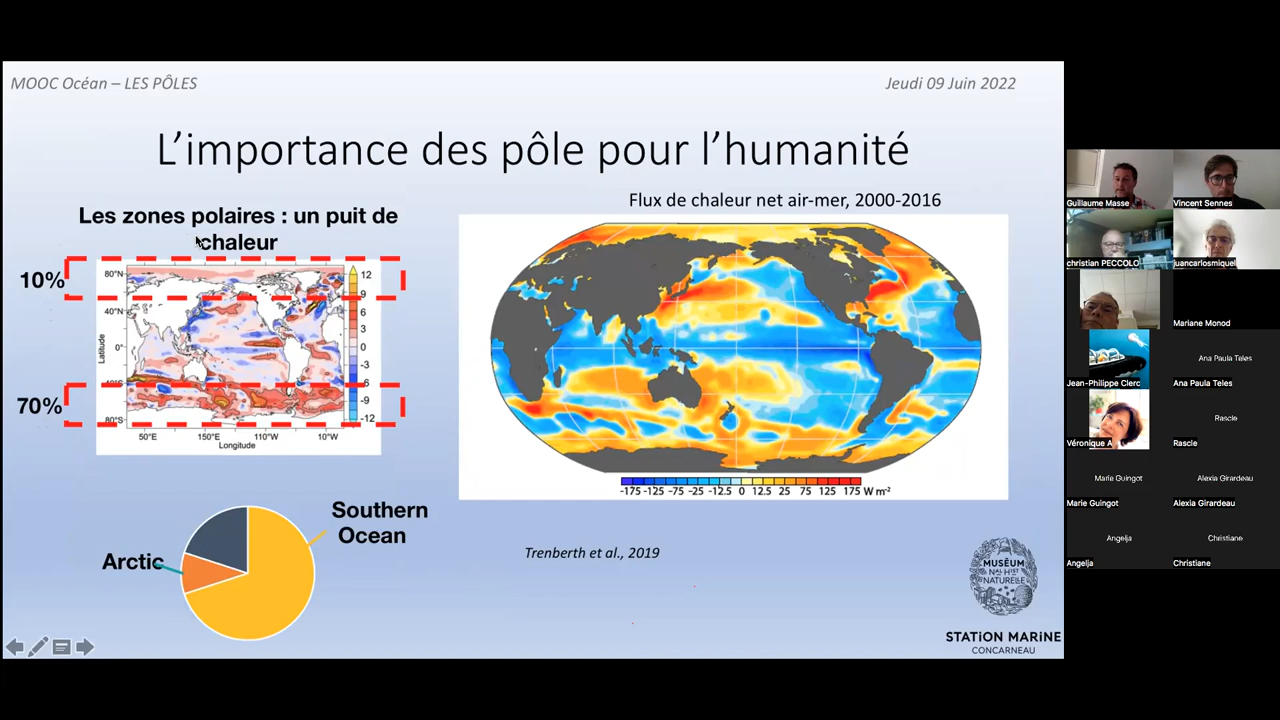 MOOC Océan – LES PÔLES
Jeudi 09 Juin 2022
L’importance des pôle pour l’humanité
Les zones polaires : un puit de
chaleur
Flux de chaleur net air-mer, 2000-2016
10%
70%
80°N
40°N
0°
40°S
80°S
Latitude
50°E
150°E
110°W
10°W
Longitude
12
9
6
3
0
-3
-6
-9
-12
-175 -125 -75 -25 -12.5 0 12.5 25 75 125 175 W m-2
Southern
Ocean
Arctic
Trenberth et al., 2019
MUSÉUM
NAT HIST
NATURELLE
STATION MARINE
CONCARNEAU
Guillaume Masse
Vincent Sennes
christian PECCOLO
juancarlosmiquel
Mariane Monod
Jean-Philippe Clerc
Ana Paula Teles
Ana Paula Teles
Véronique A
Rascle
Rascle
Marie Guingot
Alexia Girardeau
Marie Guingot
Alexia Girardeau
Angelja
Christiane
Angelja
Christiane